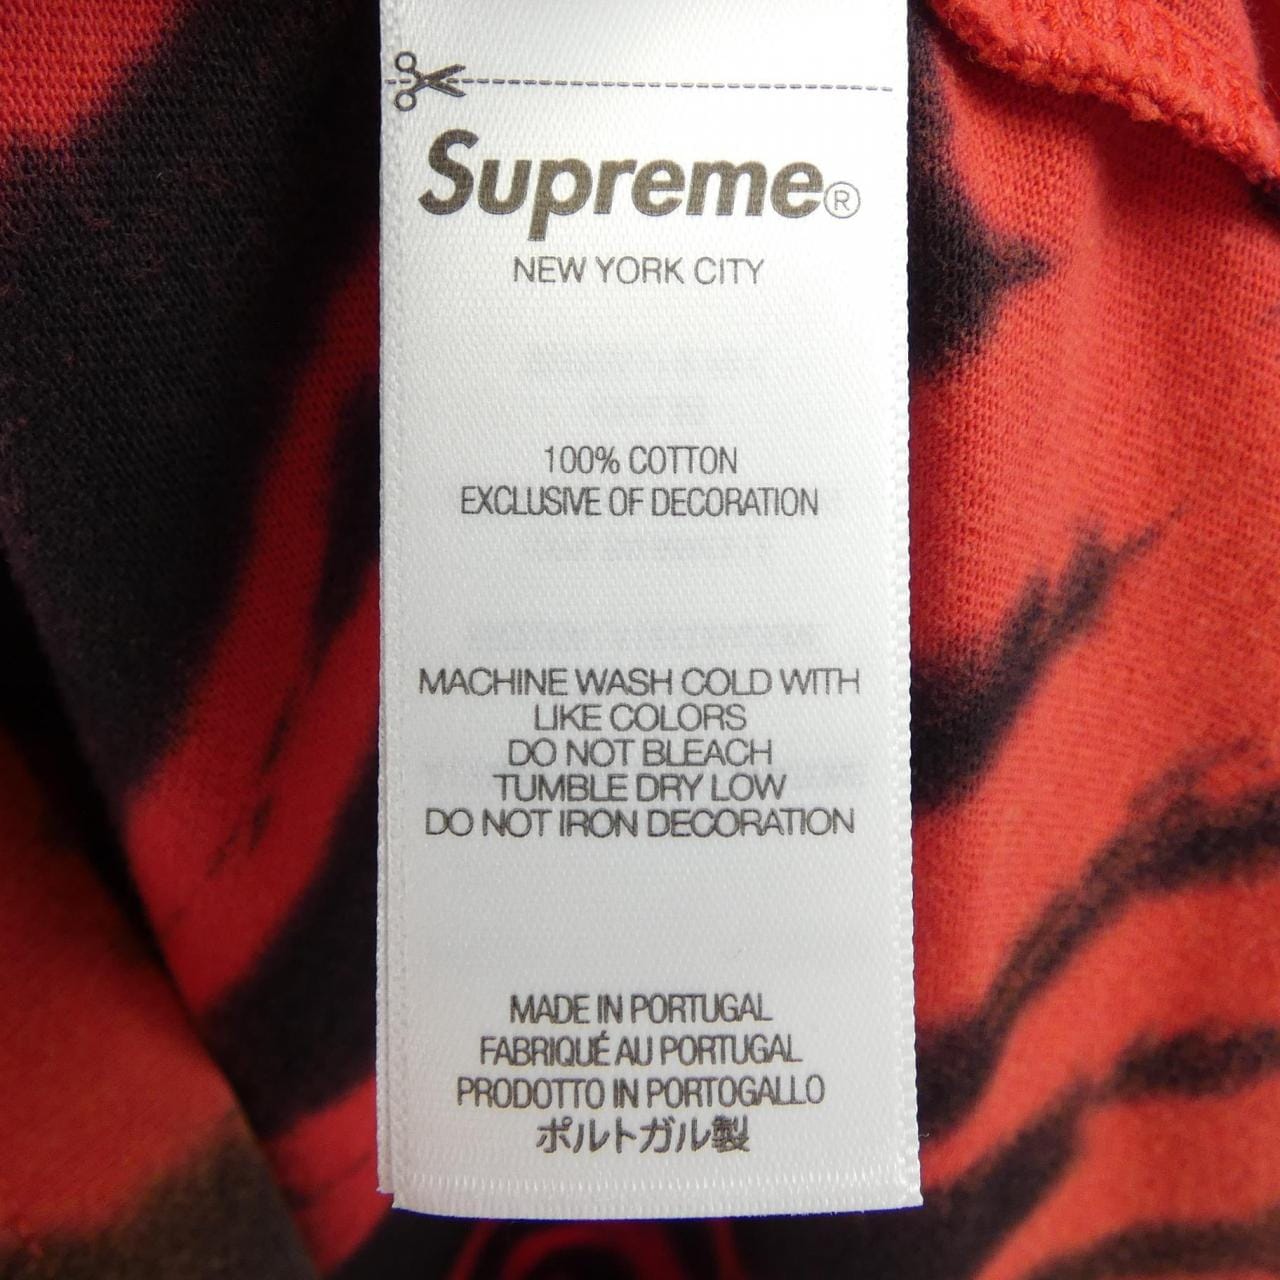 Supreme®
NEW YORK CITY
100% COTTON
EXCLUSIVE OF DECORATION
MACHINE WASH COLD WITH
LIKE COLORS
DO NOT BLEACH
TUMBLE DRY LOW
DO NOT IRON DECORATION
MADE IN PORTUGAL
FABRIQUÉ AU PORTUGAL
PRODOTTO IN PORTOGALLO
ポルトガル製